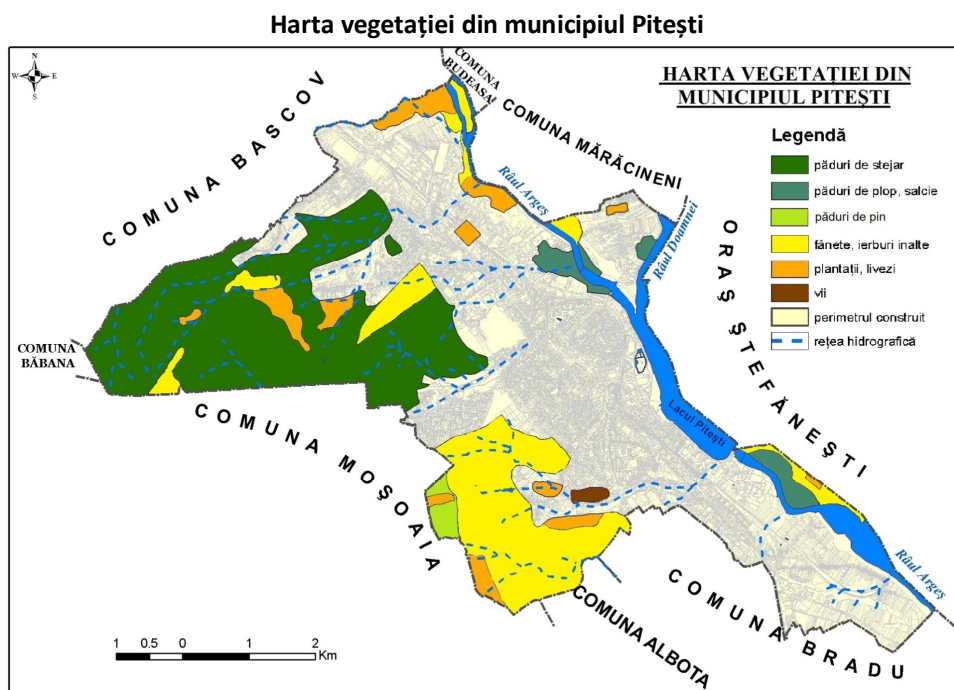 Harta vegetației din municipiul Pitești
N
W E
S
COMUNA
BUDEASA
HARTA VEGETAȚIEI DIN
MUNICIPIUL PITEȘTI
COMUNA BASCOV
COMUNA MĂRĂCINENI
Legendă
păduri de stejar
păduri de plop, salcie
păduri de pin
fânețe, ierburi inalte
plantații, livezi
vii
perimetrul construit
rețea hidrografică
Râul Argeș
Râul Doamnei
ORAȘ ȘTEFĂNEȘTI
COMUNA
BĂBANA
COMUNA MOȘOAIA
Lacul Pitești
Râul Argeș
COMUNA ALBOTA
COMUNA BRADU
1 0.5 0 1 2
Km